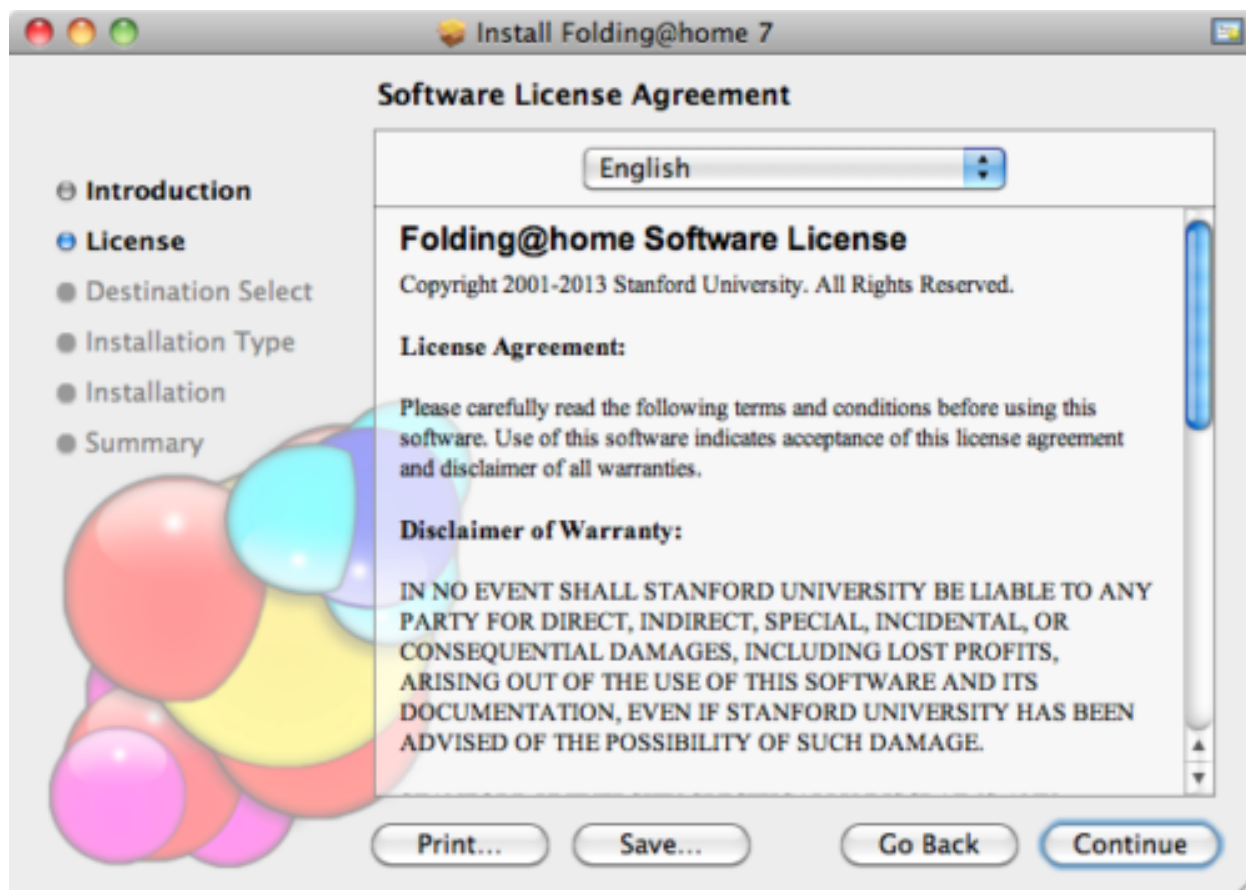 Install Folding@home 7
Software License Agreement
Introduction
License
Destination Select
Installation Type
Installation
Summary
English
Folding@home Software License
Copyright 2001-2013 Stanford University. All Rights Reserved.
License Agreement:
Please carefully read the following terms and conditions before using this
software. Use of this software indicates acceptance of this license agreement
and disclaimer of all warranties.
Disclaimer of Warranty:
IN NO EVENT SHALL STANFORD UNIVERSITY BE LIABLE TO ANY
PARTY FOR DIRECT, INDIRECT, SPECIAL, INCIDENTAL, OR
CONSEQUENTIAL DAMAGES, INCLUDING LOST PROFITS,
ARISING OUT OF THE USE OF THIS SOFTWARE AND ITS
DOCUMENTATION, EVEN IF STANFORD UNIVERSITY HAS BEEN
ADVISED OF THE POSSIBILITY OF SUCH DAMAGE.
Print... Save... Go Back Continue